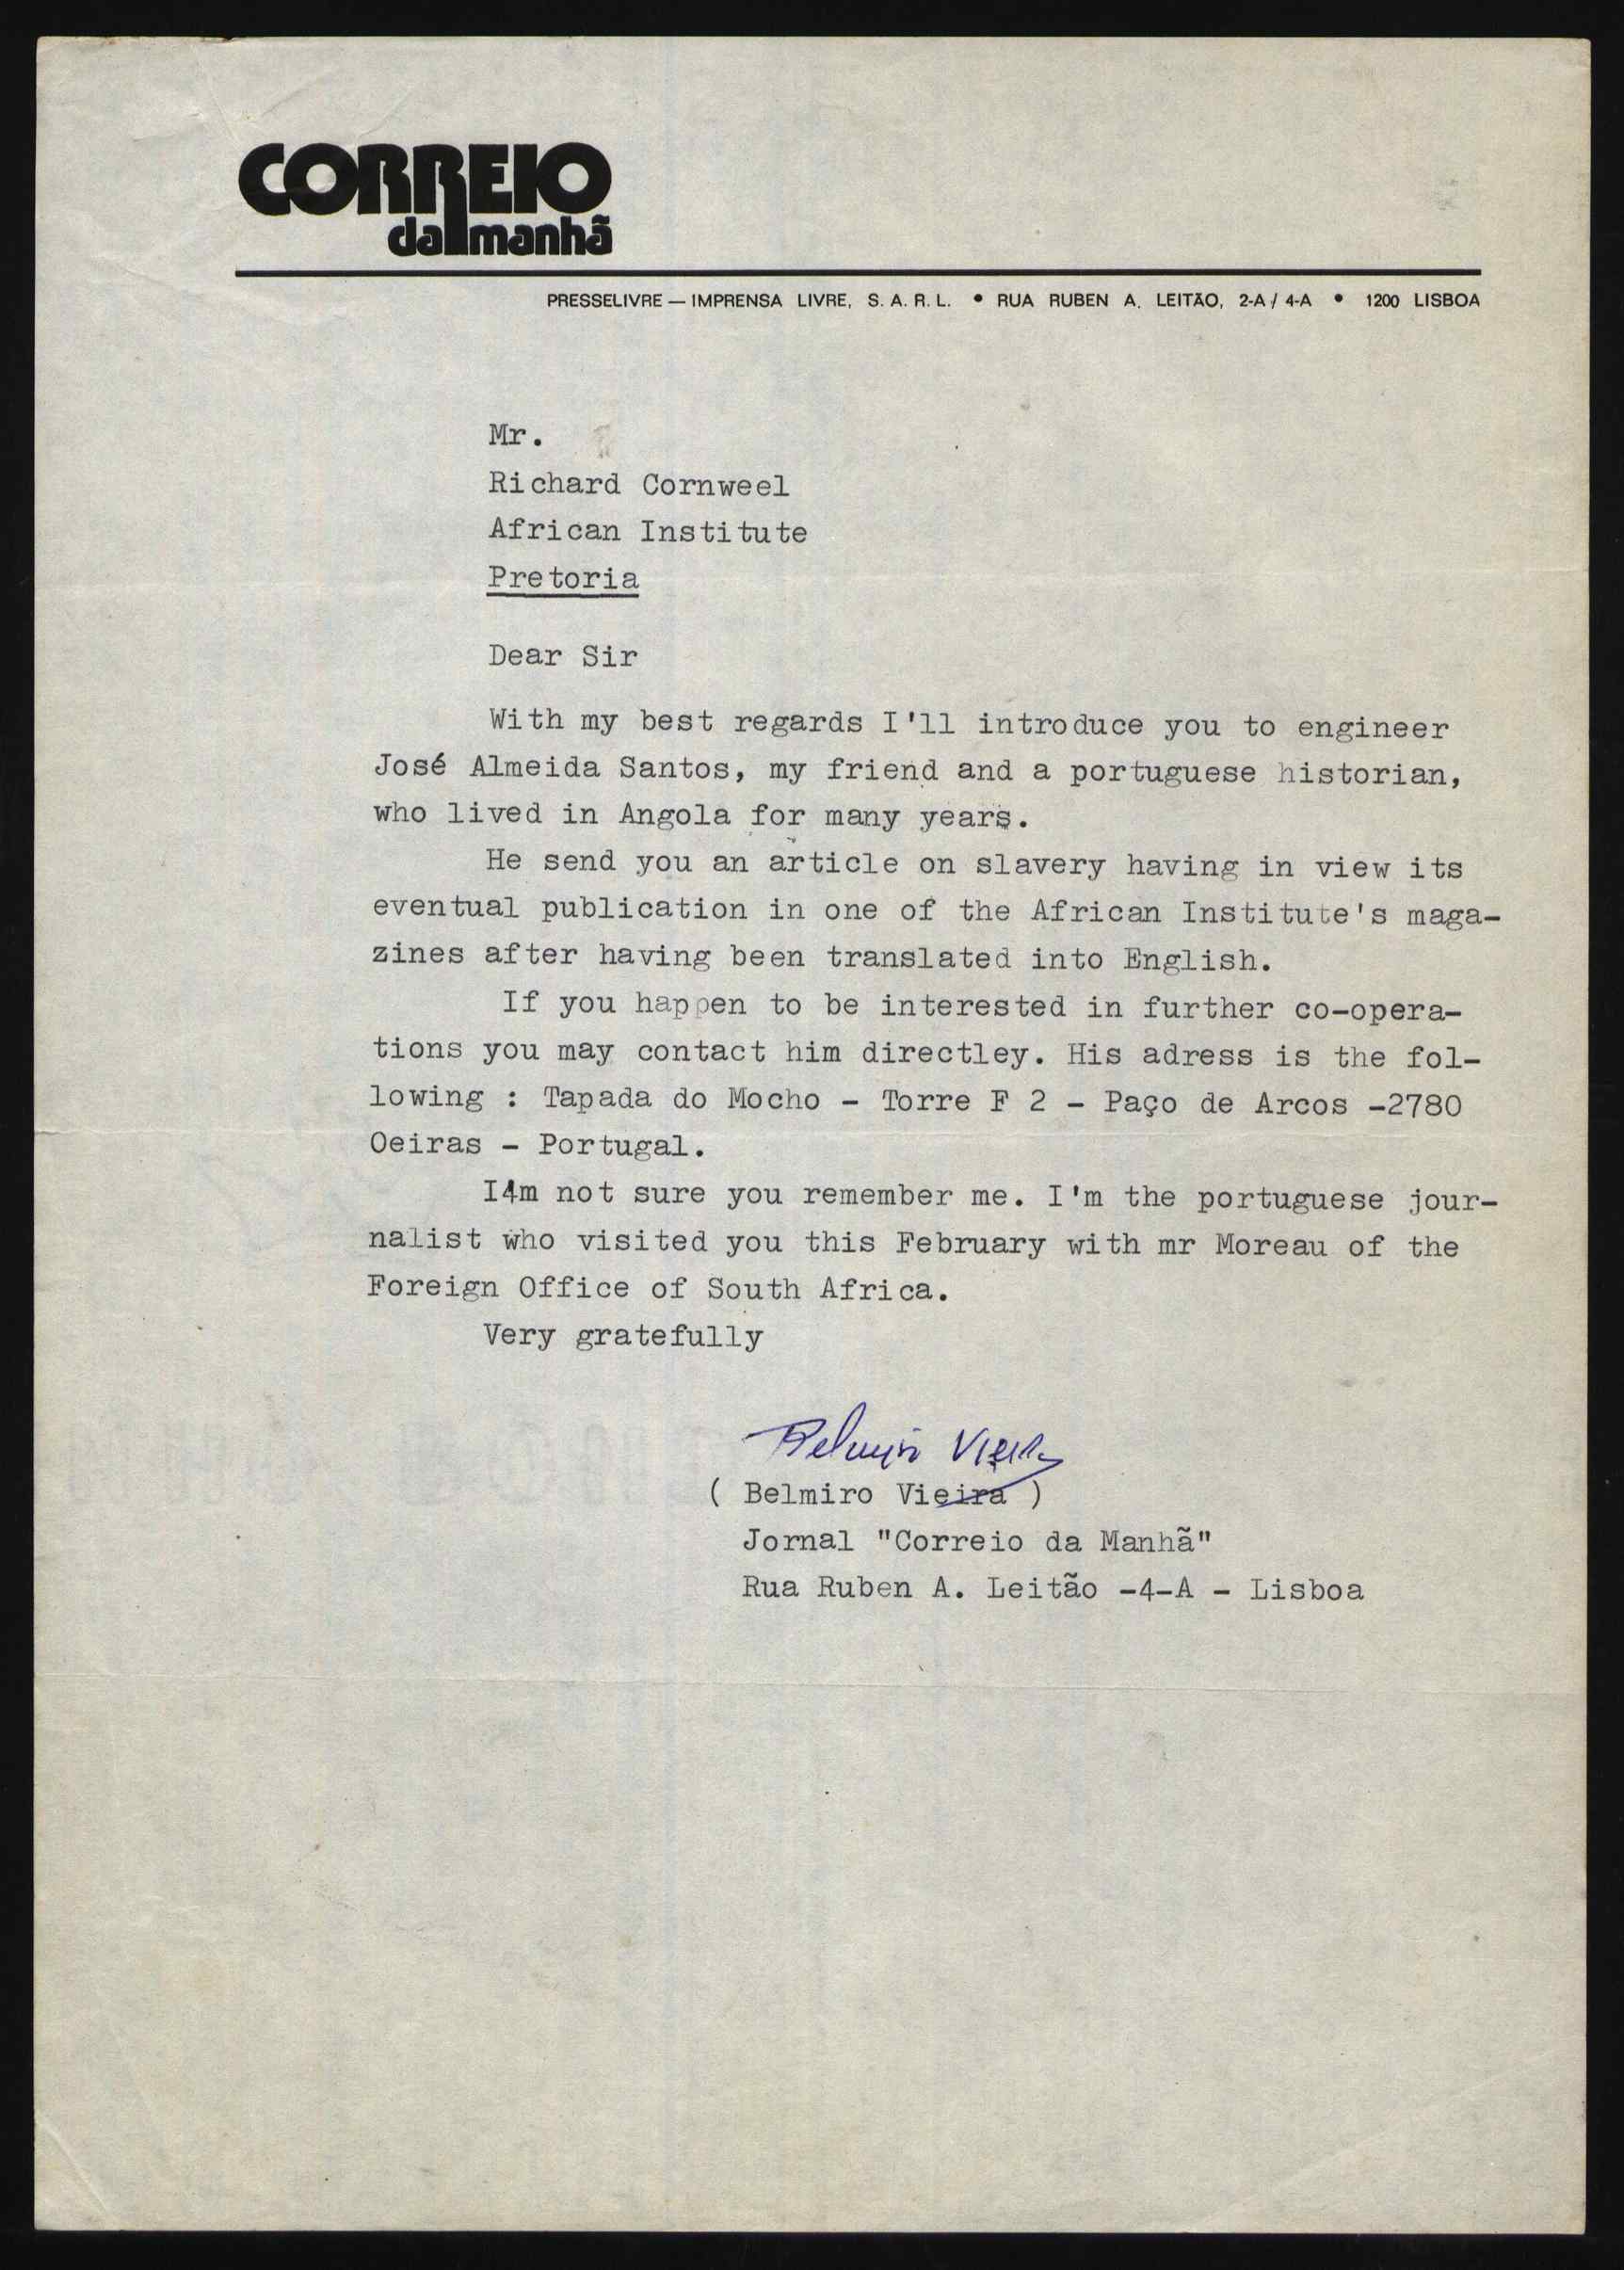 CORREIO
da manhã
PRESSELIVRE — IMPRENSA LIVRE, S. A. R. L. • RUA RUBEN A. LEITÃO, 2-A / 4-A • 1200 LISBOA
Mr.
Richard Cornweel
African Institute
Pretoria
Dear Sir
With my best regards I'll introduce you to engineer
José Almeida Santos, my friend and a portuguese historian,
who lived in Angola for many years.
He send you an article on slavery having in view its
eventual publication in one of the African Institute's maga-
zines after having been translated into English.
If you happen to be interested in further co-opera-
tions you may contact him directley. His adress is the fol-
lowing : Tapada do Mocho - Torre F 2 - Paço de Arcos -2780
Oeiras - Portugal.
I4m not sure you remember me. I'm the portuguese jour-
nalist who visited you this February with mr Moreau of the
Foreign Office of South Africa.
Very gratefully
Belmiro Vieira
( Belmiro Vieira )
Jornal "Correio da Manhã"
Rua Ruben A. Leitão -4-A - Lisboa